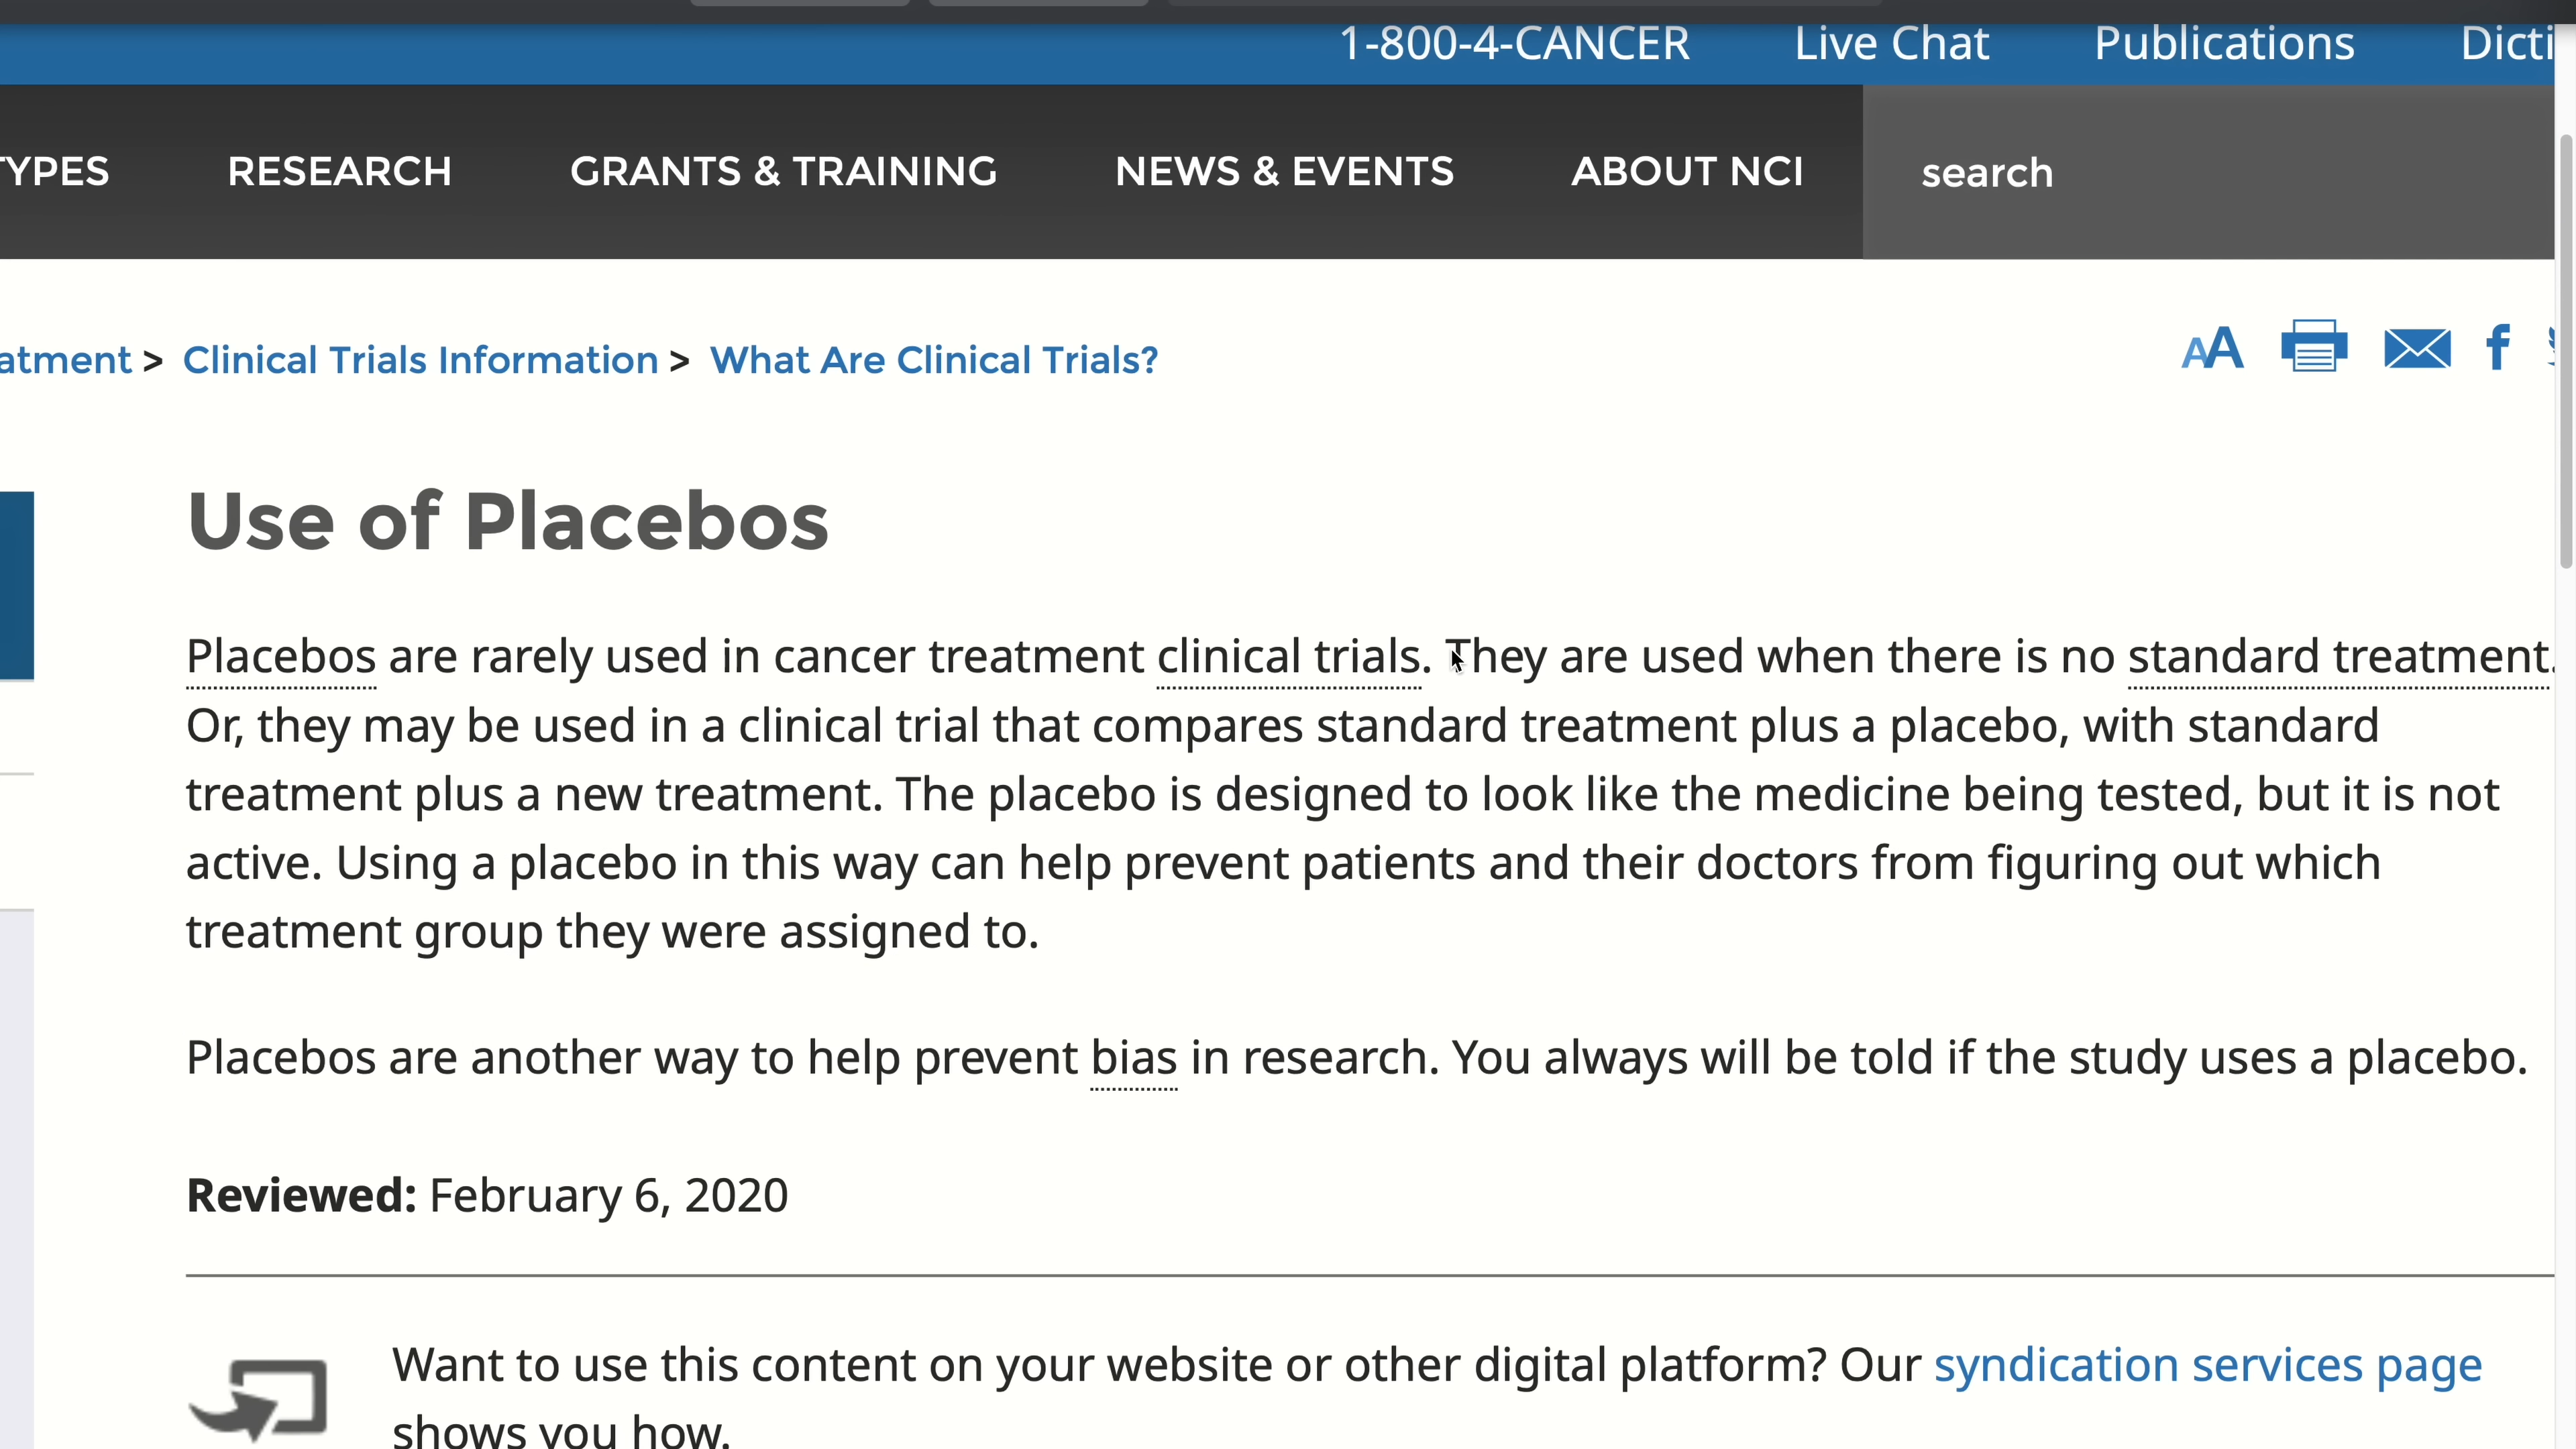 1-800-4-CANCER Live Chat Publications
RESEARCH GRANTS & TRAINING NEWS & EVENTS ABOUT NCI search
> Clinical Trials Information > What Are Clinical Trials? AA f
Use of Placebos
Placebos are rarely used in cancer treatment clinical trials. They are used when there is no standard treatment.
Or, they may be used in a clinical trial that compares standard treatment plus a placebo, with standard
treatment plus a new treatment. The placebo is designed to look like the medicine being tested, but it is not
active. Using a placebo in this way can help prevent patients and their doctors from figuring out which
treatment group they were assigned to.
Placebos are another way to help prevent bias in research. You always will be told if the study uses a placebo.
Reviewed: February 6, 2020
Want to use this content on your website or other digital platform? Our syndication services page
shows you how.